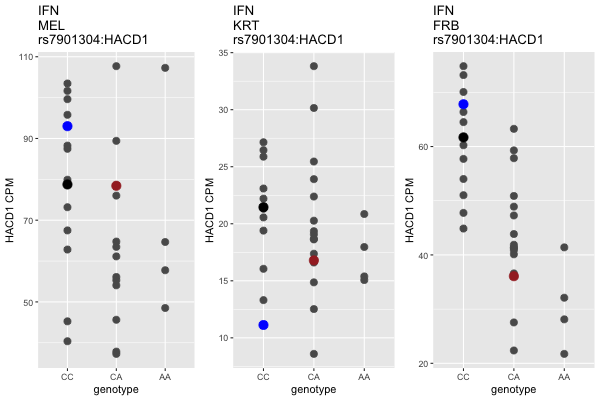 IFN
MEL
rs7901304:HACD1
110
90
70
50
HACD1 CPM
CC
CA
AA
genotype
IFN
KRT
rs7901304:HACD1
35
30
25
20
15
10
HACD1 CPM
CC
CA
AA
genotype
IFN
FRB
rs7901304:HACD1
60
40
20
HACD1 CPM
CC
CA
AA
genotype